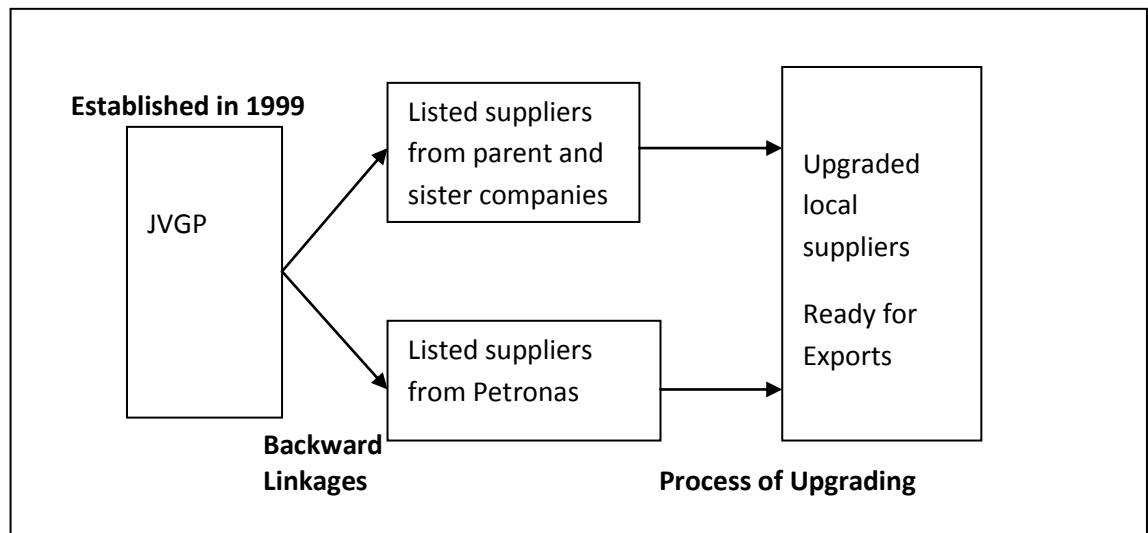 Established in 1999
JVGP
Listed suppliers
from parent and
sister companies
Listed suppliers
from Petronas
Upgraded
local
suppliers
Ready for
Exports
Backward
Linkages
Process of Upgrading